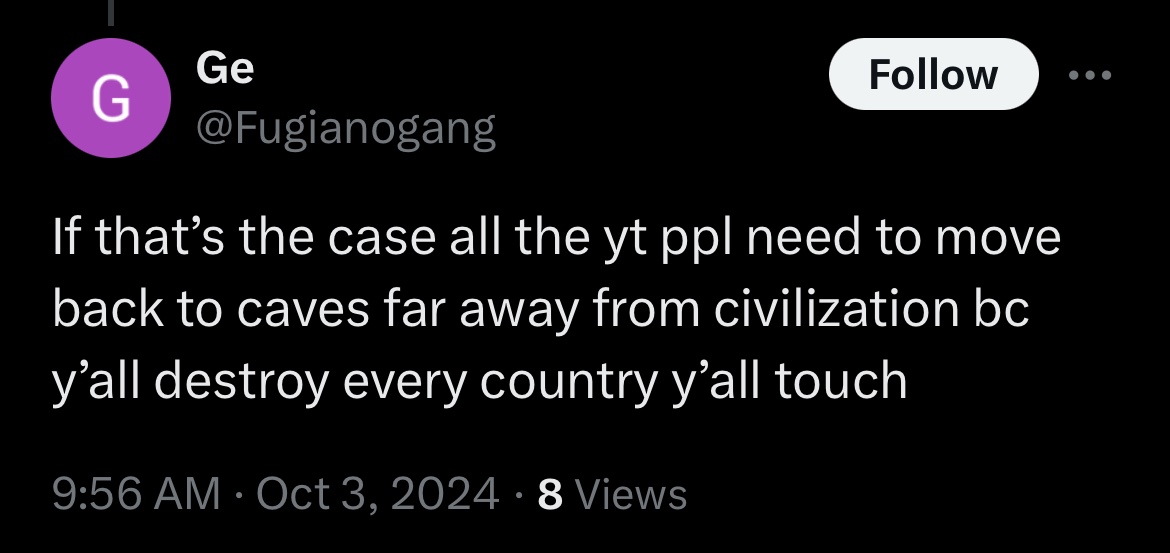 G
Ge
Follow
@Fugianogang
If that’s the case all the yt ppl need to move
back to caves far away from civilization bc
y’all destroy every country y’all touch
9:56 AM · Oct 3, 2024 · 8 Views